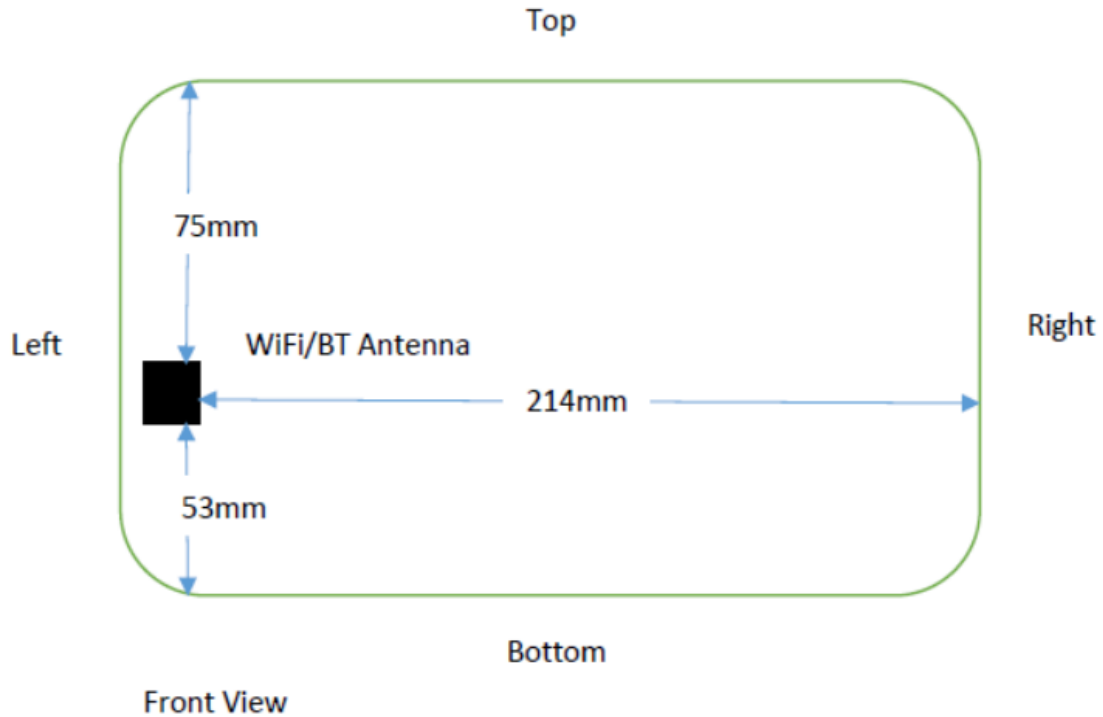 Top
75mm
Left
WiFi/BT Antenna
Right
214mm
53mm
Bottom
Front View